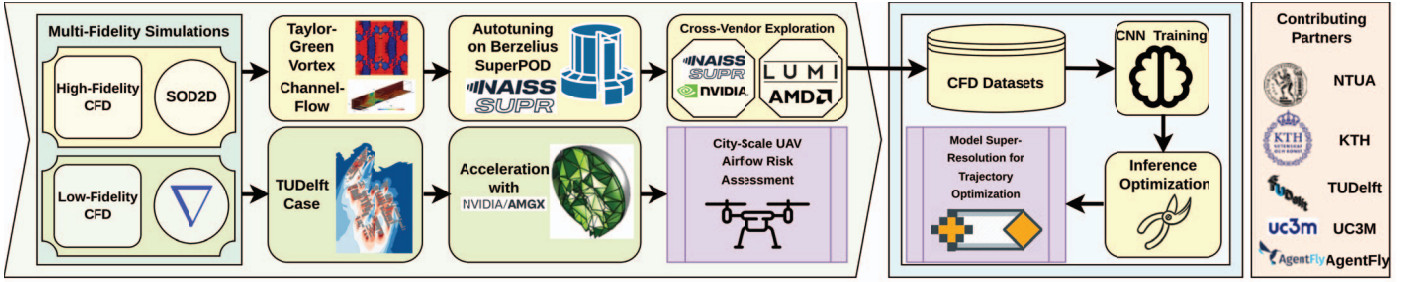 Multi-Fidelity Simulations
High-Fidelity
CFD
SOD2D
Low-Fidelity
CFD
Taylor-
Green
Vortex
Channel-
Flow
TUDelft
Case
Autotuning
on Berzelius
SuperPOD
NAISS
SUPR
Acceleration
with
NVIDIA/AMGX
Cross-Vendor Exploration
NAISS
SUPR
NVIDIA
LUMI
AMD
City-Scale UAV
Airflow Risk
Assessment
CFD Datasets
CNN Training
Model Super-
Resolution for
Trajectory
Optimization
Inference
Optimization
Contributing
Partners
NTUA
KTH
KTH
TUDelft
TUDelft
uc3m UC3M
AgentFly AgentFly